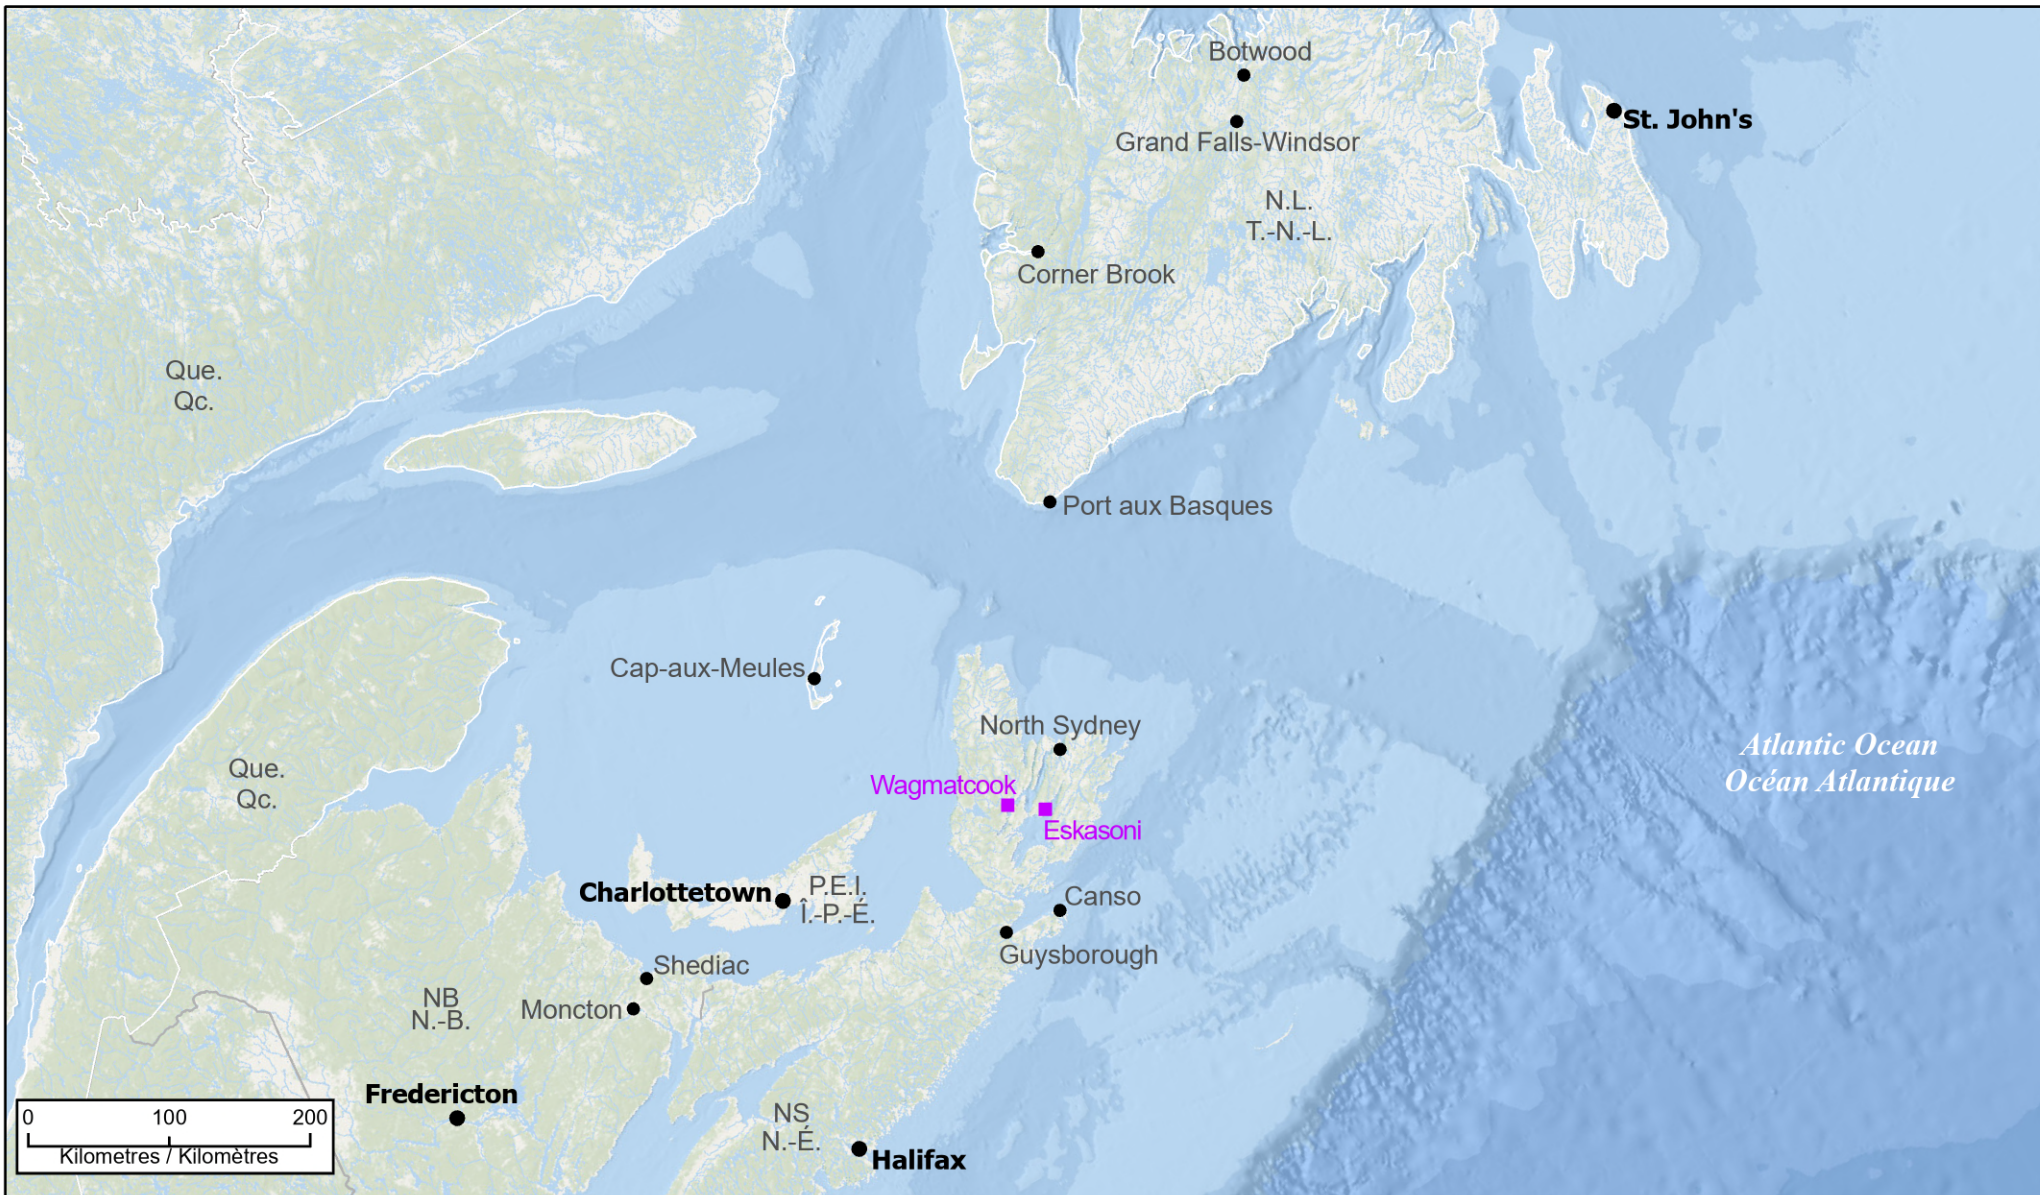 Botwood
St. John's
Grand Falls-Windsor
N.L.
T.-N.-L.
Corner Brook
Que.
Qc.
Port aux Basques
Cap-aux-Meules
North Sydney
Atlantic Ocean
Océan Atlantique
Que.
Qc.
Wagmatcook
Eskasoni
Charlottetown
P.E.I.
Î.-P.-É.
Canso
Guysborough
Shediac
NB
N.-B.
Moncton
Fredericton
NS
N.-É.
Halifax
0 100 200
Kilometres / Kilomètres